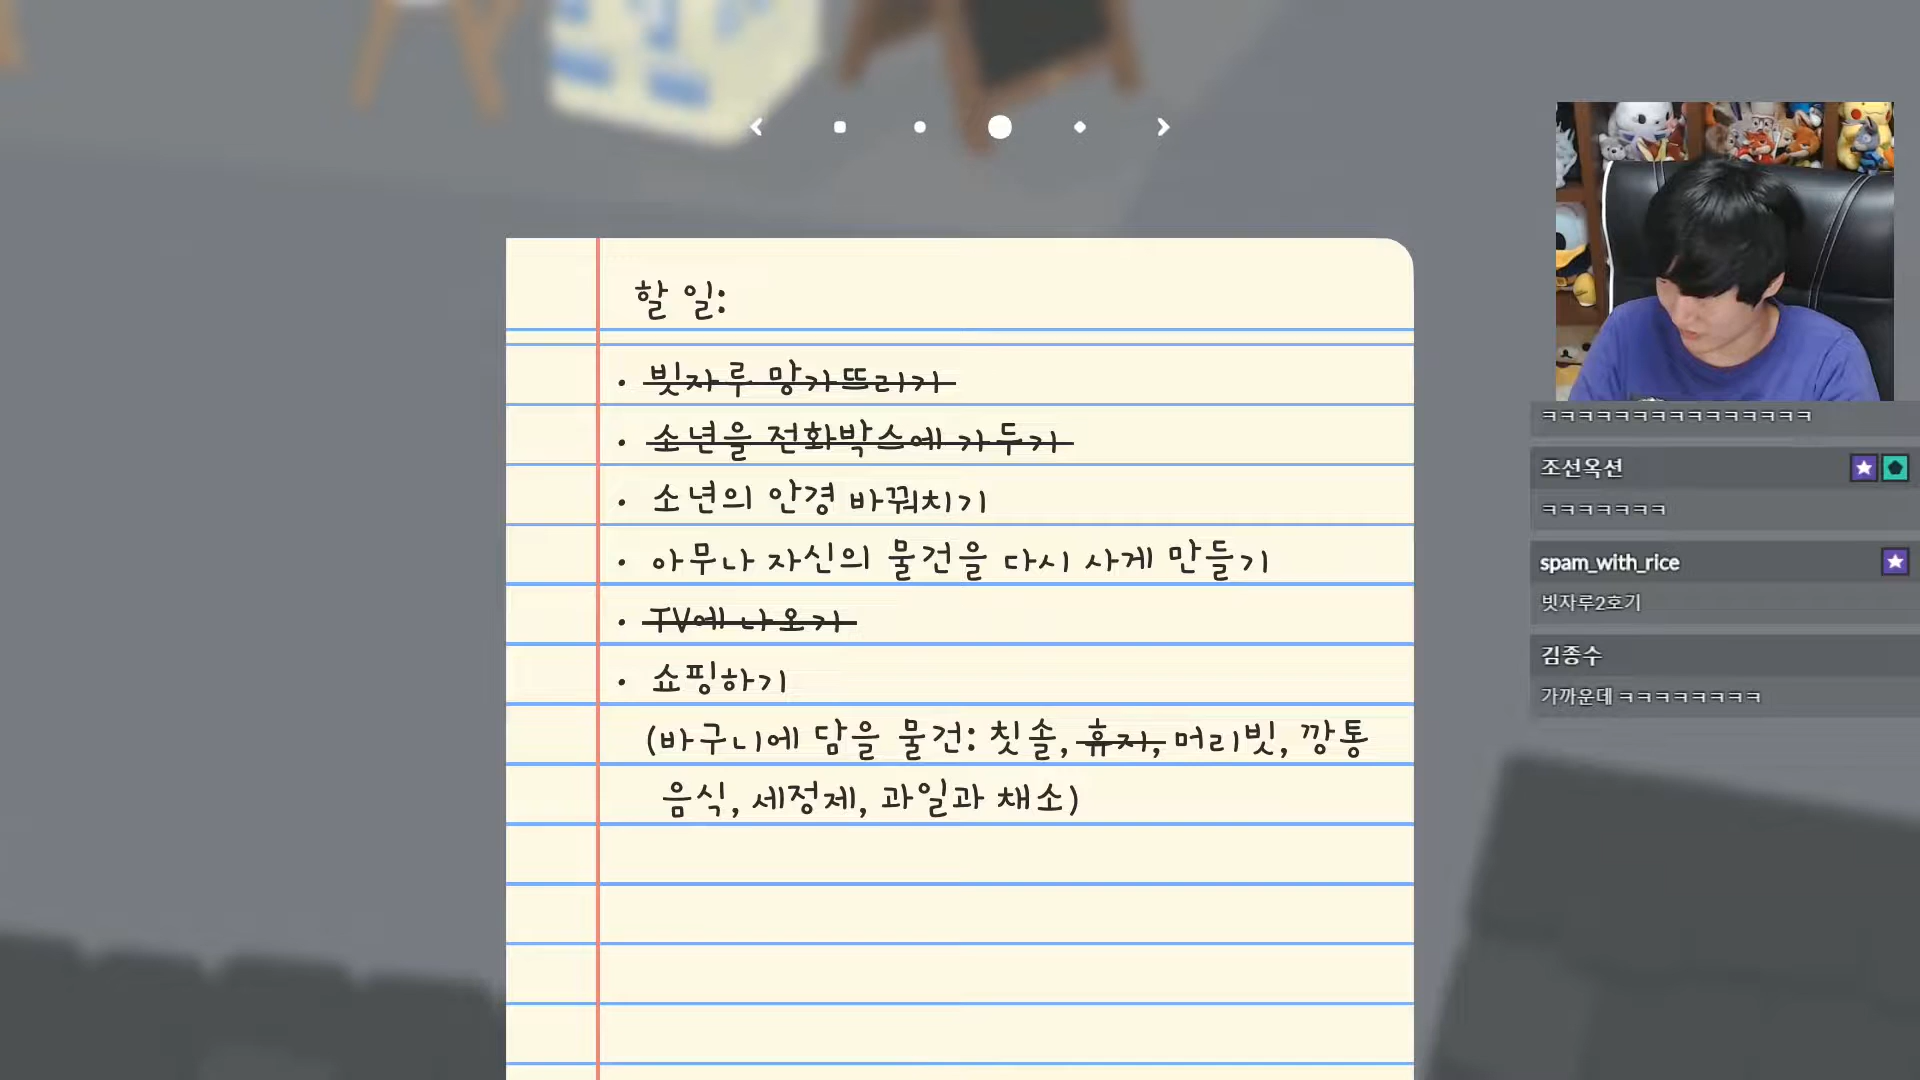 할 일:
• 빗자루 망가뜨리기
• 소년을 전화박스에 가두기
• 소년의 안경 바꿔치기
• 아무나 자신의 물건을 다시 사게 만들기
• TV에 나오기
• 쇼핑하기
(바구니에 담을 물건: 칫솔, 휴지, 머리빗, 깡통
음식, 세정제, 과일과 채소)
ㅋㅋㅋㅋㅋㅋㅋㅋㅋㅋㅋㅋㅋㅋㅋ
조선옥션
ㅋㅋㅋㅋㅋㅋㅋ
spam_with_rice
빗자루2호기
김종수
가까운데 ㅋㅋㅋㅋㅋㅋㅋㅋ